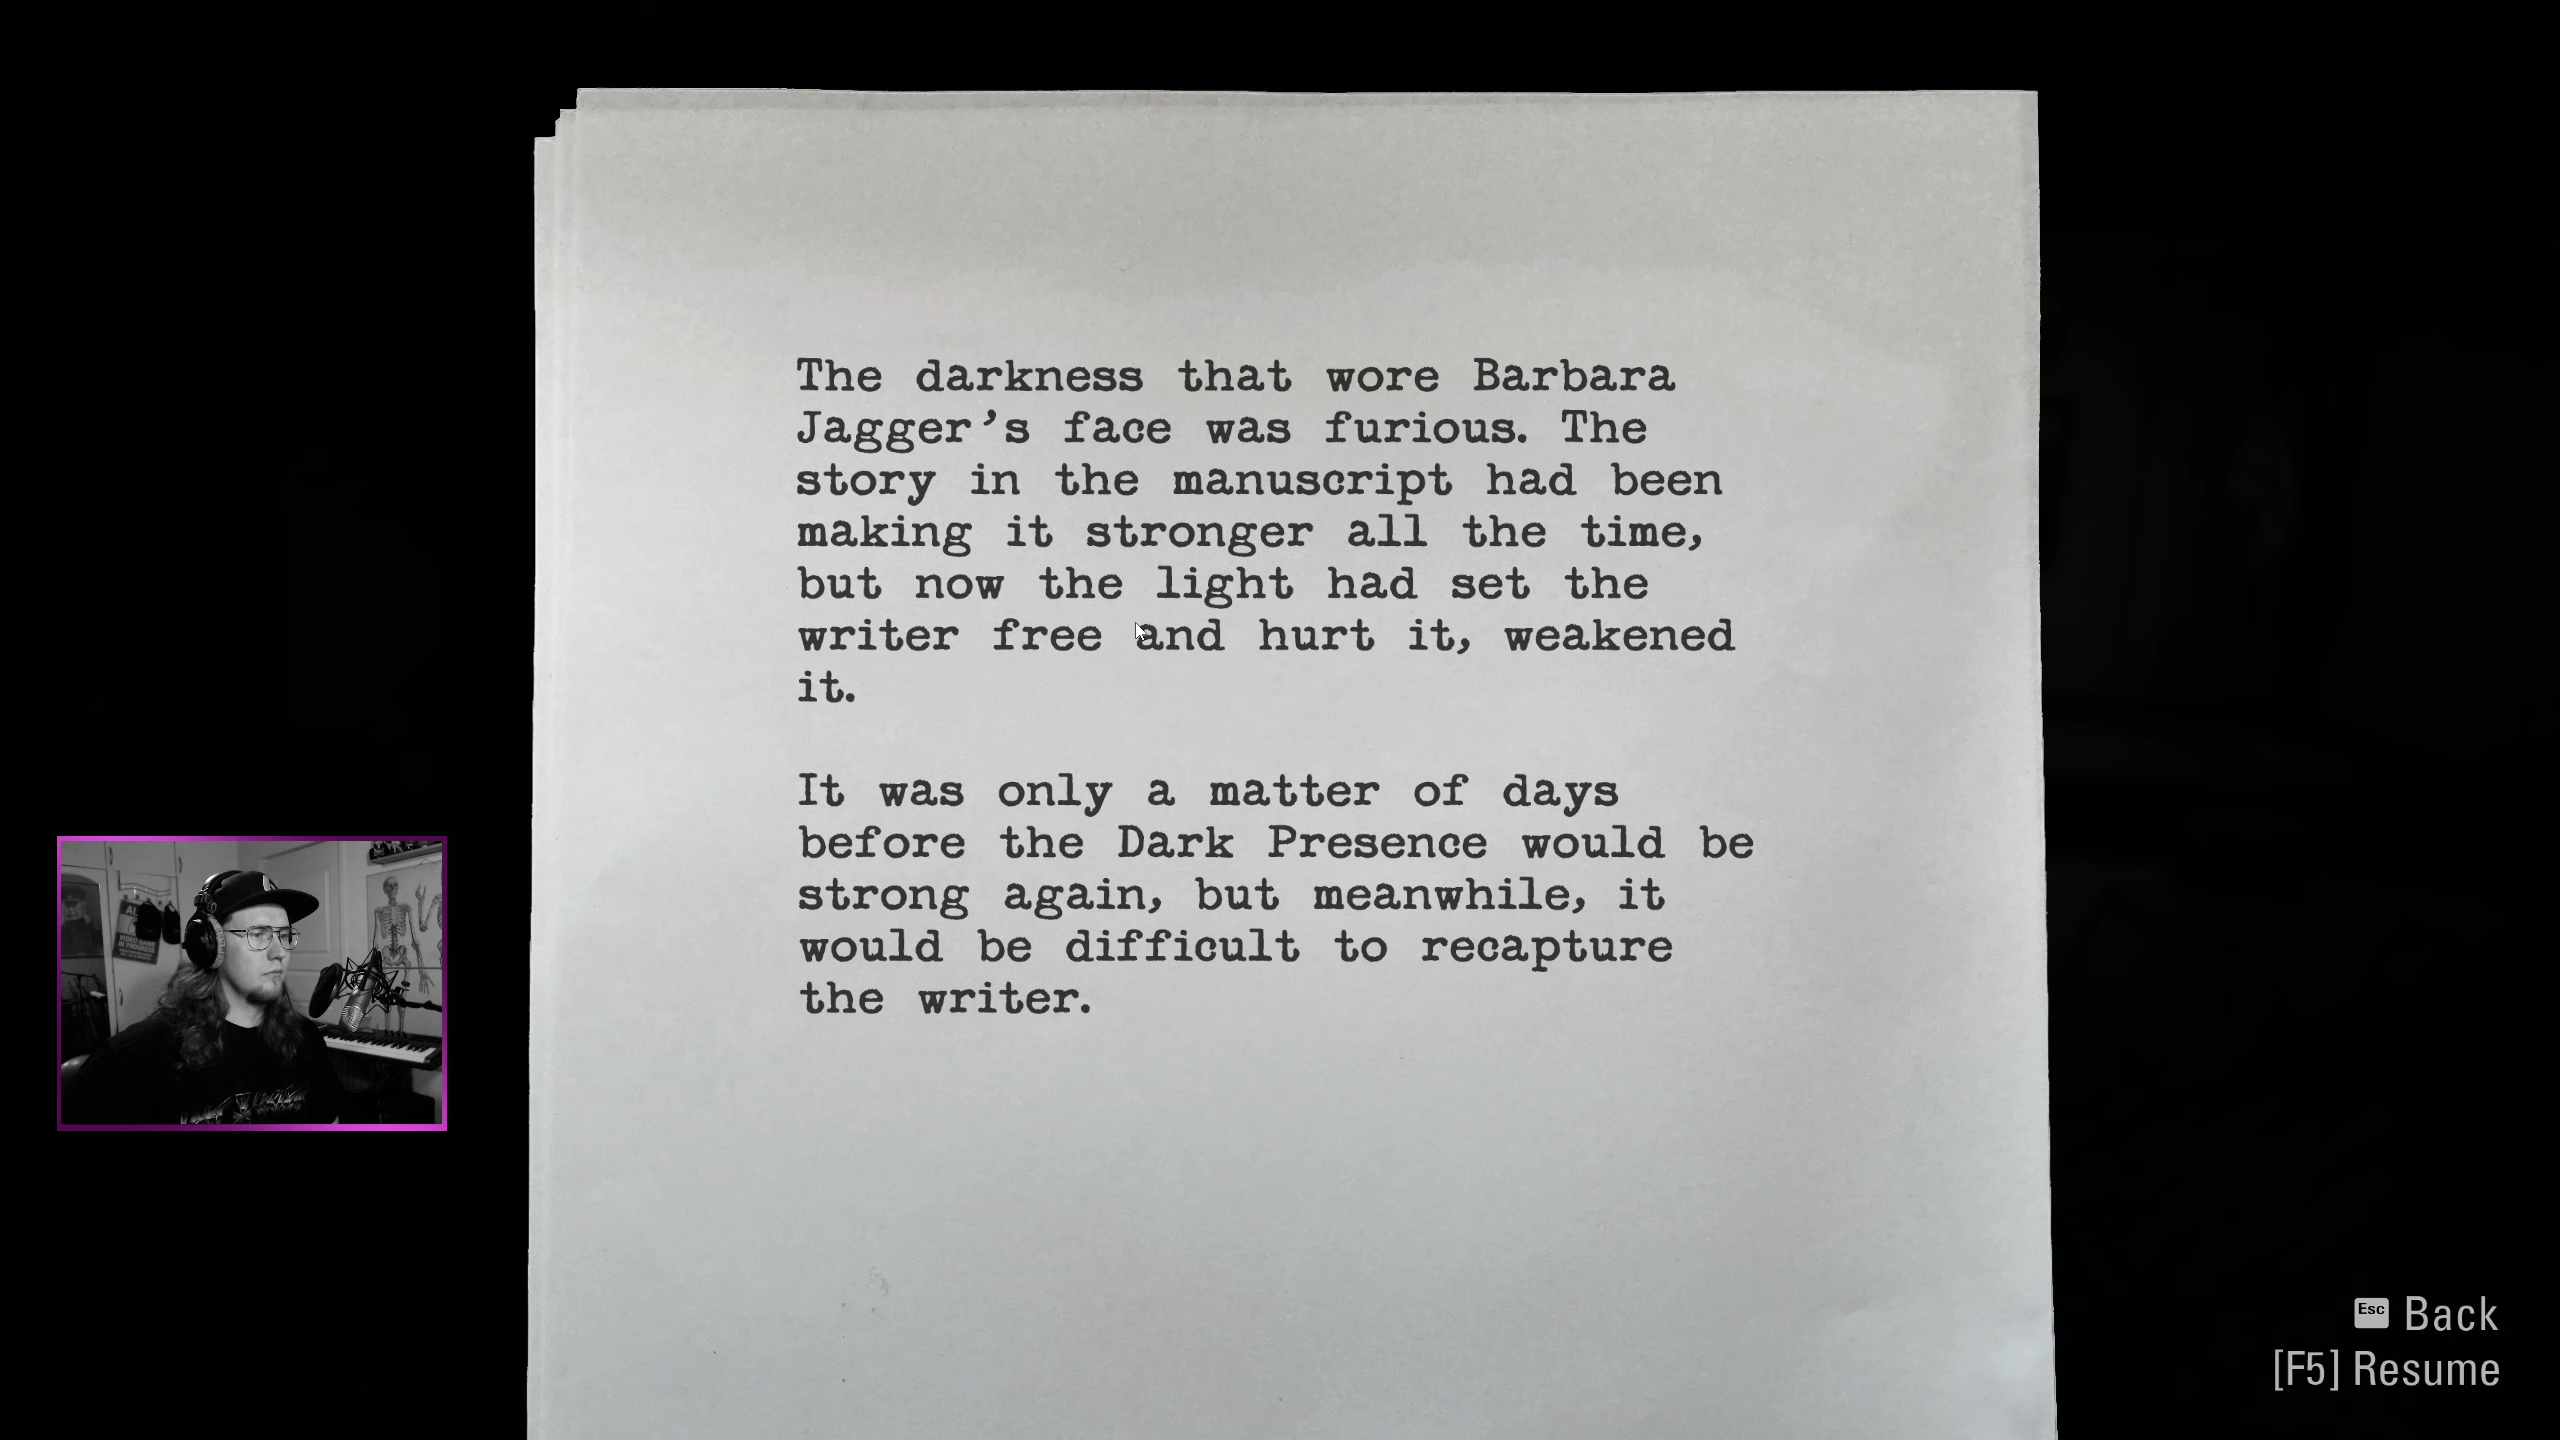 The darkness that wore Barbara
Jagger's face was furious. The
story in the manuscript had been
making it stronger all the time,
but now the light had set the
writer free and hurt it, weakened
it.
It was only a matter of days
before the Dark Presence would be
strong again, but meanwhile, it
would be difficult to recapture
the writer.
Esc Back
[F5] Resume